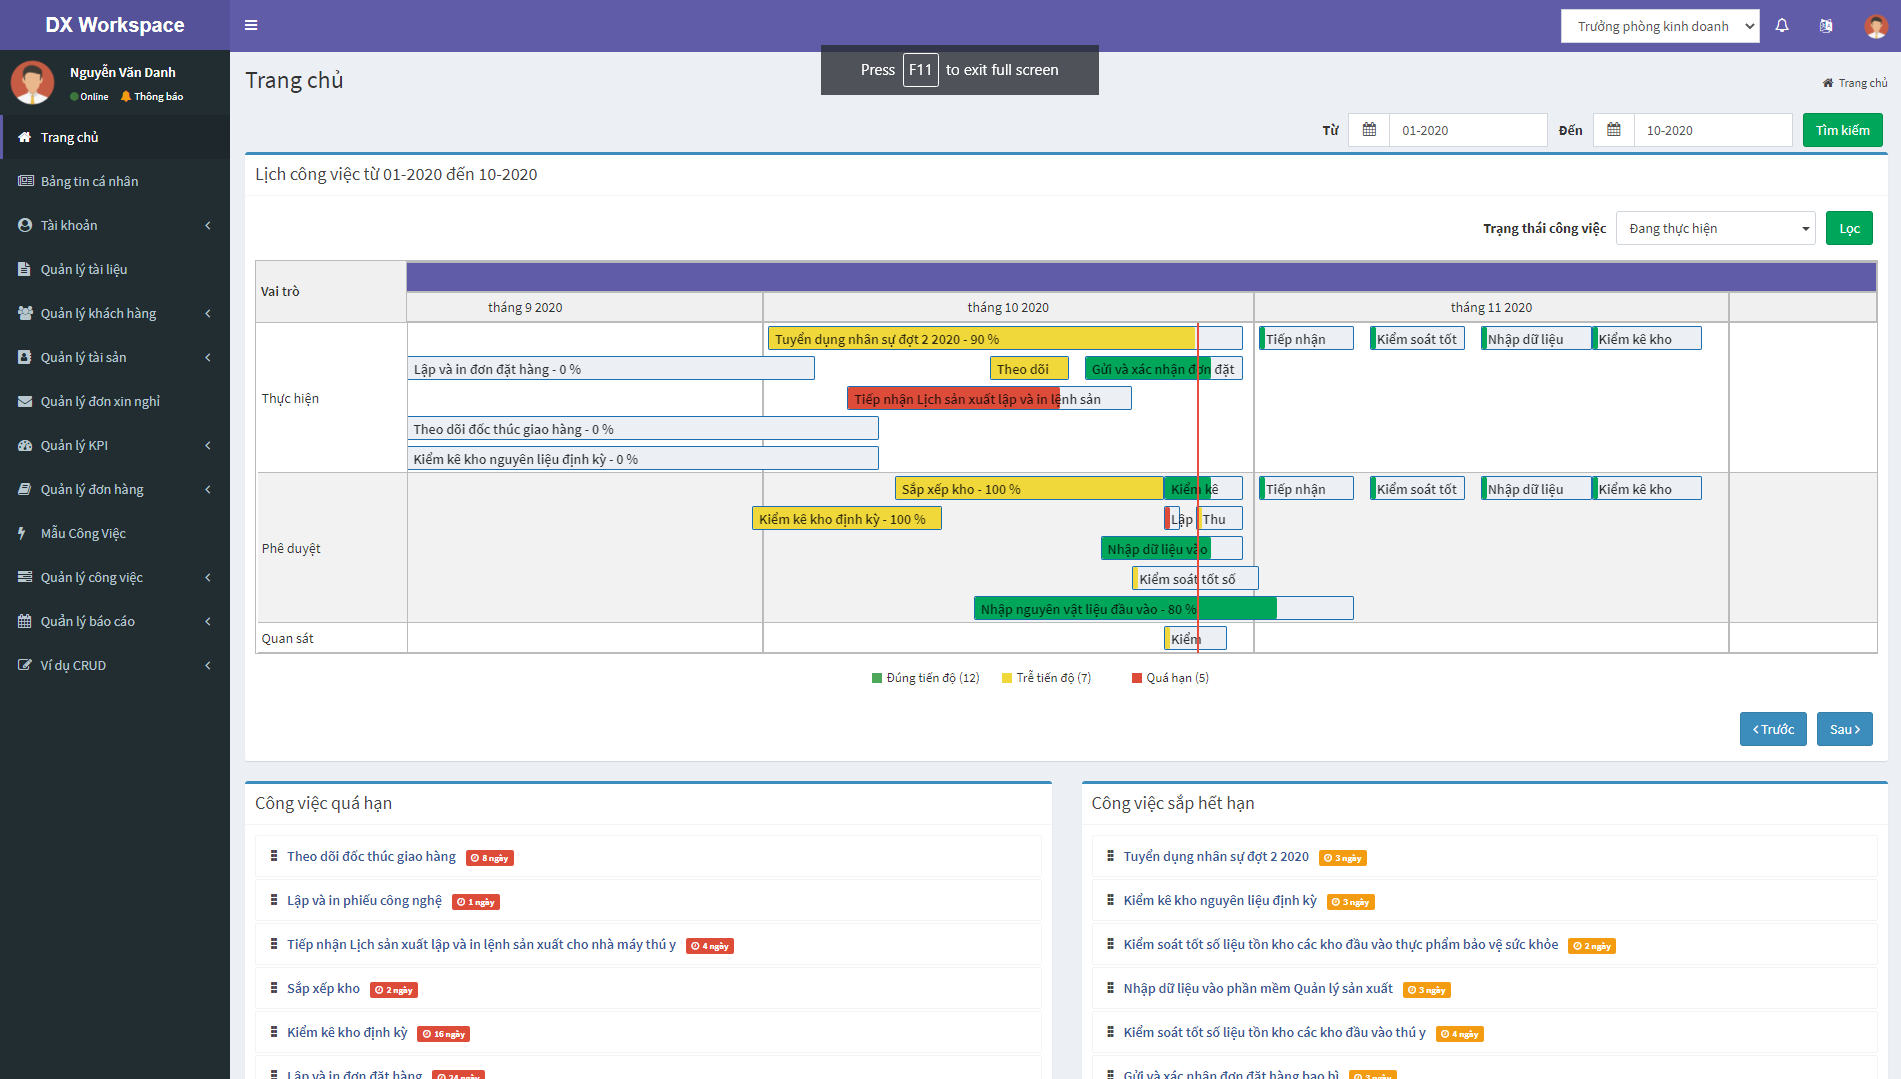 DX Workspace
Trưởng phòng kinh doanh
Nguyễn Văn Danh
Online Thông báo
Press F11 to exit full screen
Trang chủ
Trang chủ
Từ 01-2020 Đến 10-2020 Tìm kiếm
Trang chủ
Bảng tin cá nhân
Tài khoản
Quản lý tài liệu
Quản lý khách hàng
Quản lý tài sản
Quản lý đơn xin nghỉ
Quản lý KPI
Quản lý đơn hàng
Mẫu Công Việc
Quản lý công việc
Quản lý báo cáo
Ví dụ CRUD
Lịch công việc từ 01-2020 đến 10-2020
Trạng thái công việc Đang thực hiện Lọc
Vai trò
tháng 9 2020 tháng 10 2020 tháng 11 2020
Thực hiện
Tuyển dụng nhân sự đợt 2 2020 - 90 % Tiếp nhận Kiểm soát tốt Nhập dữ liệu Kiểm kê kho
Lập và in đơn đặt hàng - 0 % Theo dõi Gửi và xác nhận đơn đặt
Tiếp nhận Lịch sản xuất lập và in lệnh sản
Theo dõi đốc thúc giao hàng - 0 %
Kiểm kê kho nguyên liệu định kỳ - 0 %
Phê duyệt
Sắp xếp kho - 100 % Kiểm kê Tiếp nhận Kiểm soát tốt Nhập dữ liệu Kiểm kê kho
Kiểm kê kho định kỳ - 100 % Lập Thu
Nhập dữ liệu vào
Kiểm soát tốt số
Nhập nguyên vật liệu đầu vào - 80 %
Quan sát
Kiểm
Đúng tiến độ (12) Trễ tiến độ (7) Quá hạn (5)
Trước Sau
Công việc quá hạn
Theo dõi đốc thúc giao hàng 8 ngày
Lập và in phiếu công nghệ 1 ngày
Tiếp nhận Lịch sản xuất lập và in lệnh sản xuất cho nhà máy thú y 4 ngày
Sắp xếp kho 2 ngày
Kiểm kê kho định kỳ 16 ngày
Lập và in đơn đặt hàng 24 ngày
Công việc sắp hết hạn
Tuyển dụng nhân sự đợt 2 2020 3 ngày
Kiểm kê kho nguyên liệu định kỳ 3 ngày
Kiểm soát tốt số liệu tồn kho các kho đầu vào thực phẩm bảo vệ sức khỏe 2 ngày
Nhập dữ liệu vào phần mềm Quản lý sản xuất 3 ngày
Kiểm soát tốt số liệu tồn kho các kho đầu vào thú y 4 ngày
Gửi và xác nhận đơn đặt hàng bao bì 3 ngày